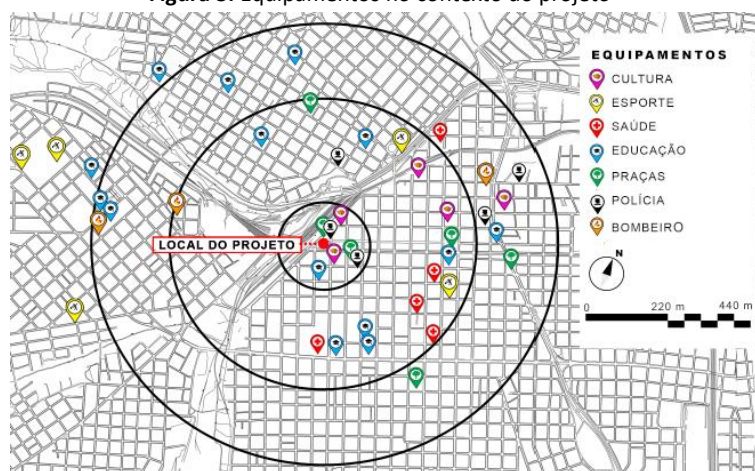 Figura 3: Equipamentos no contexto do projeto
EQUIPAMENTOS
CULTURA
ESPORTE
SAÚDE
EDUCAÇÃO
PRAÇAS
POLÍCIA
BOMBEIRO
LOCAL DO PROJETO
N
0 220 m 440 m